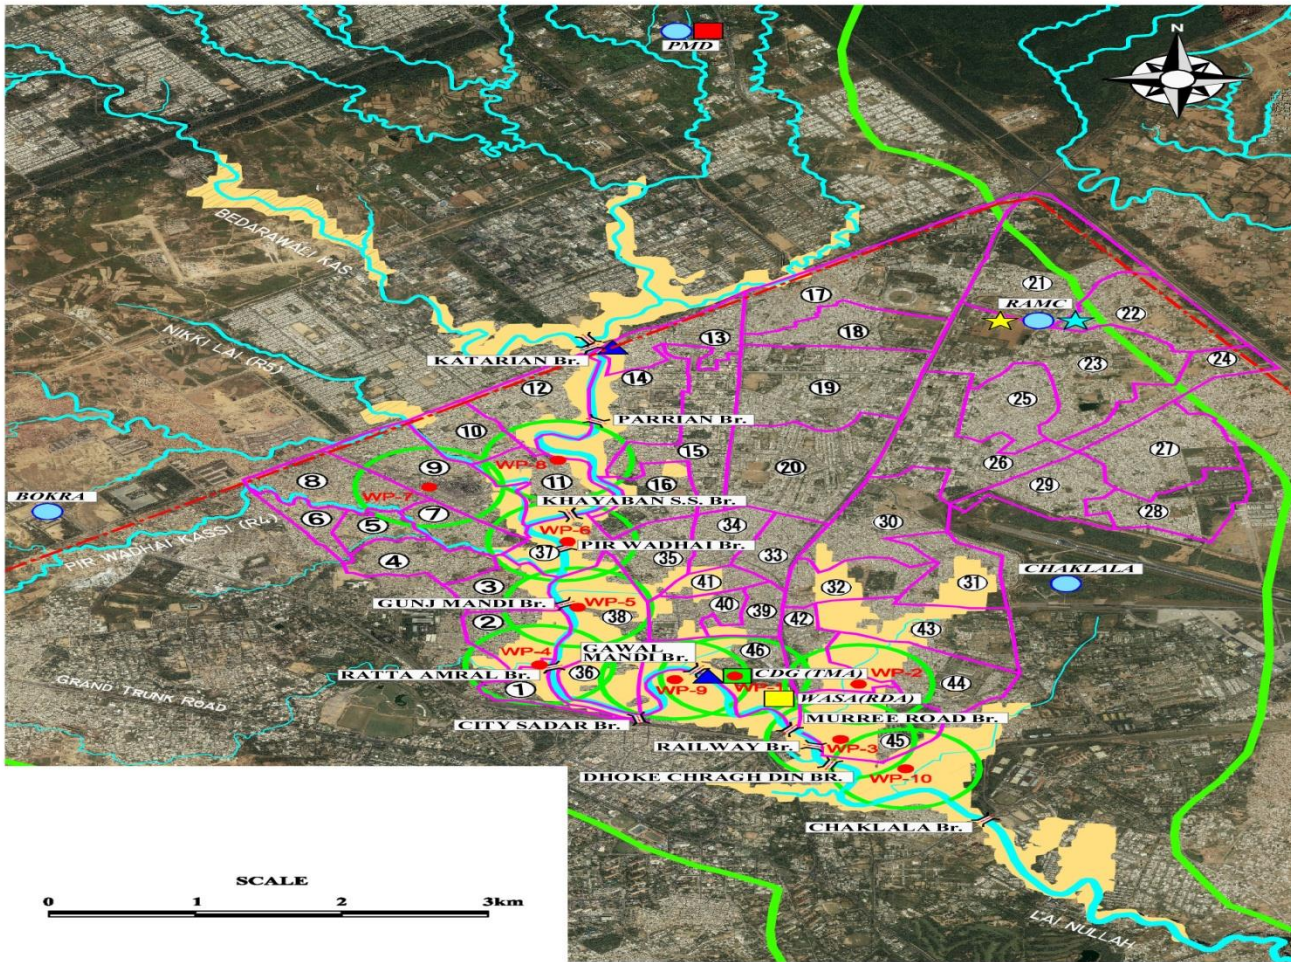 PMD
N
BEDARAWALI KAS
NIKKI LAI (R5)
21
RAMC
22
17
18
13
23
24
KATARIAN Br.
14
12
19
25
PARRIAN Br.
10
15
27
WP-8
9
20
26
8
11
16
29
WP-7
BOKRA
KHAYABAN S.S. Br.
28
6
5
7
34
30
PIR WADHAI KASSI (R4)
WP-6
PIR WADHAI Br.
37
35
33
4
41
32
31
CHAKLALA
3
GUNJ MANDI Br.
WP-5
40
39
2
38
42
43
GAWAL
MANDI Br.
46
WP-4
RATTA AMRAL Br.
36
CDG (TMA)
WP-2
GRAND TRUNK ROAD
1
WP-9
WP-1
44
WASA(RDA)
CITY SADAR Br.
MURREE ROAD Br.
RAILWAY Br.
WP-3
45
DHOKE CHRAGH DIN BR.
WP-10
CHAKLALA Br.
SCALE
0 1 2 3km
LAI NULLAH